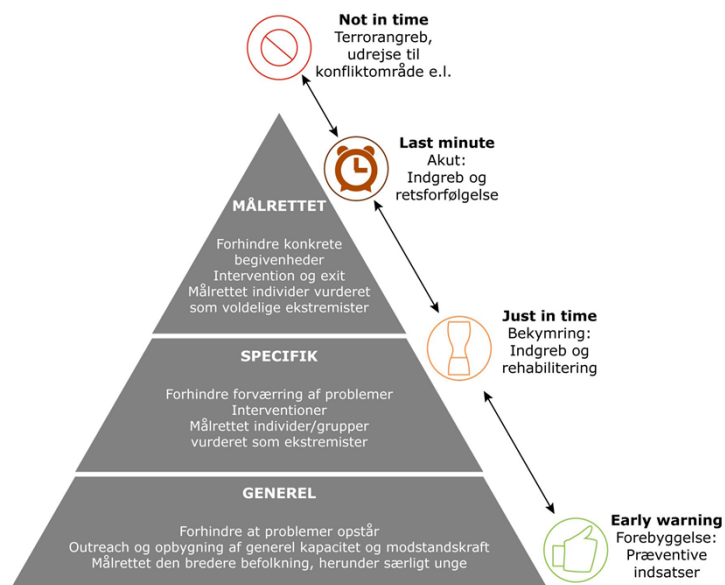 Not in time
Terrorangreb,
udrejse til
konfliktområde e.l.
Last minute
Akut:
Indgreb og
retsforfølgelse
MÅLRETTET
Forhindre konkrete
begivenheder
Intervention og exit
Målrettet individer vurderet
som voldelige ekstremister
Just in time
Bekymring:
Indgreb og
rehabilitering
SPECIFIK
Forhindre forværring af problemer
Interventioner
Målrettet individer/grupper
vurderet som ekstremister
GENEREL
Forhindre at problemer opstår
Outreach og opbygning af generel kapacitet og modstandskraft
Målrettet den bredere befolkning, herunder særligt unge
Early warning
Forebyggelse:
Præventive
indsatser